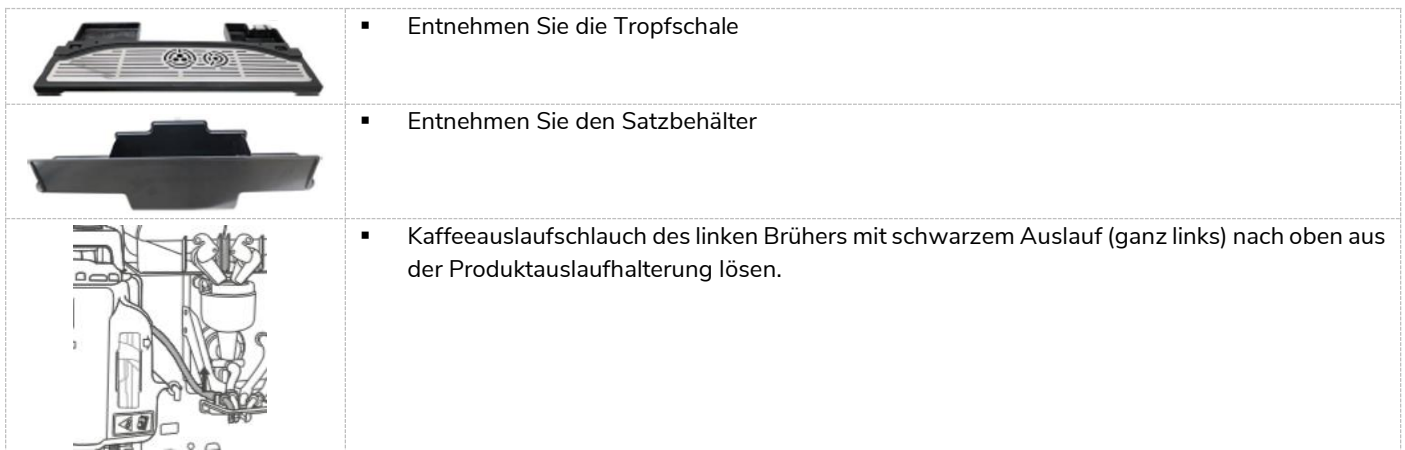 ▪ Entnehmen Sie die Tropfschale
▪ Entnehmen Sie den Satzbehälter
▪ Kaffeeauslaufschlauch des linken Brühers mit schwarzem Auslauf (ganz links) nach oben aus
der Produktauslaufhalterung lösen.